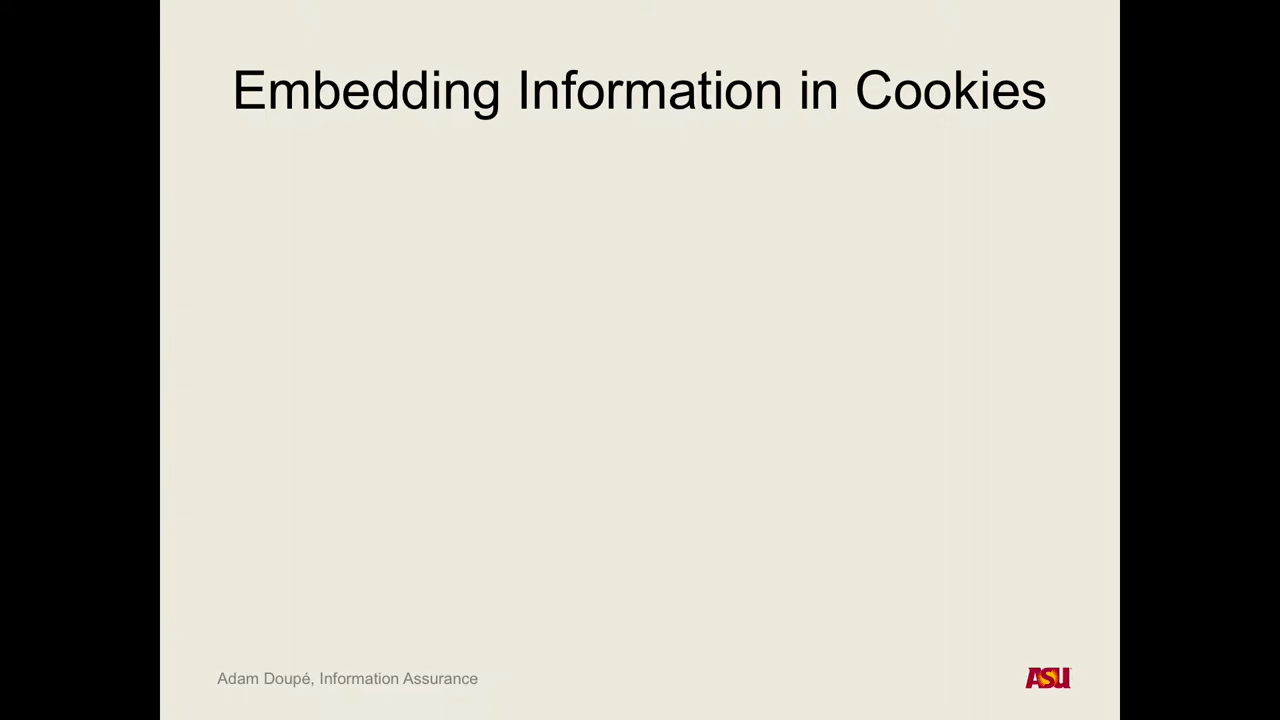 Embedding Information in Cookies
Adam Doupé, Information Assurance
ASU